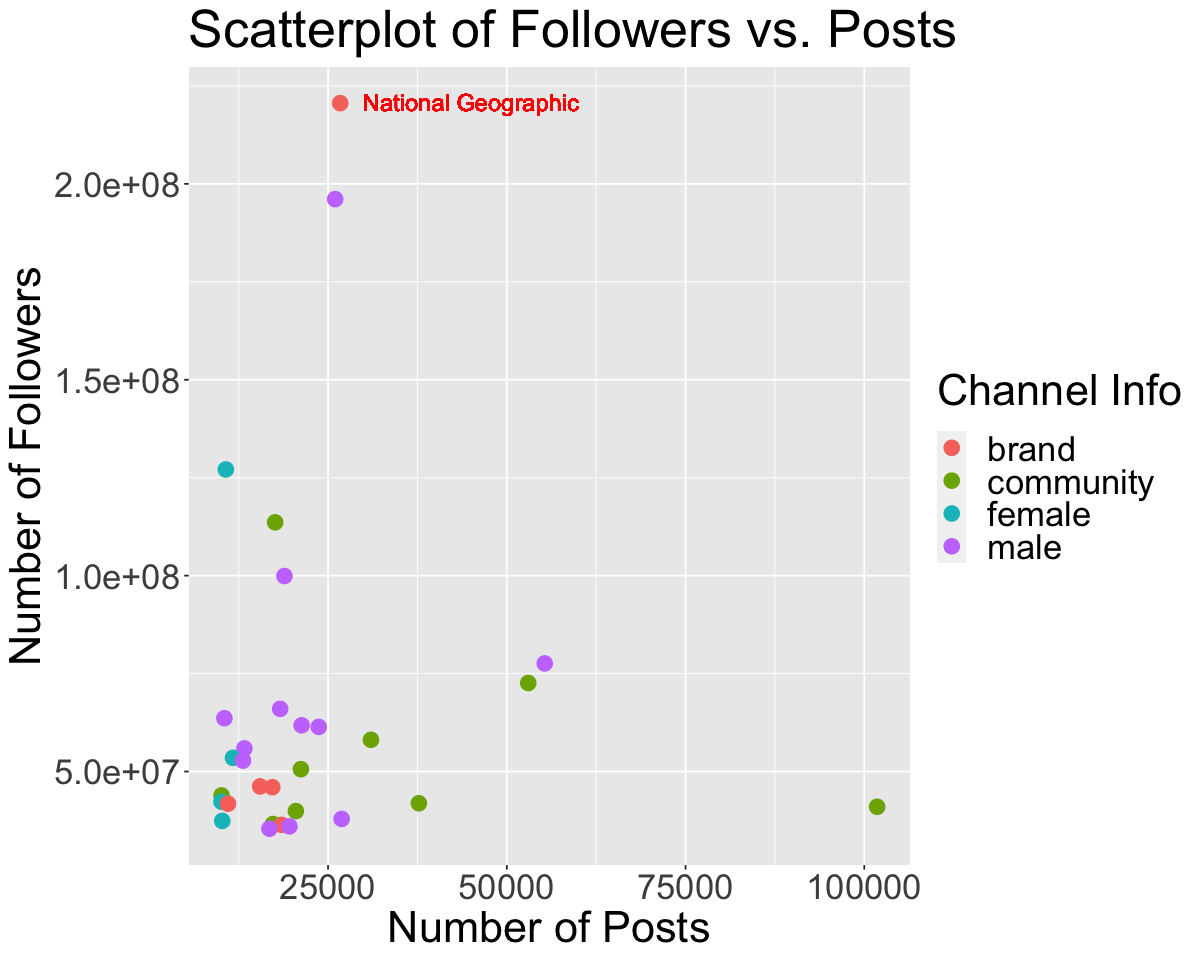 Scatterplot of Followers vs. Posts
National Geographic
2.0e+08
1.5e+08
1.0e+08
5.0e+07
Number of Followers
25000 50000 75000 100000
Number of Posts
Channel Info
brand
community
female
male